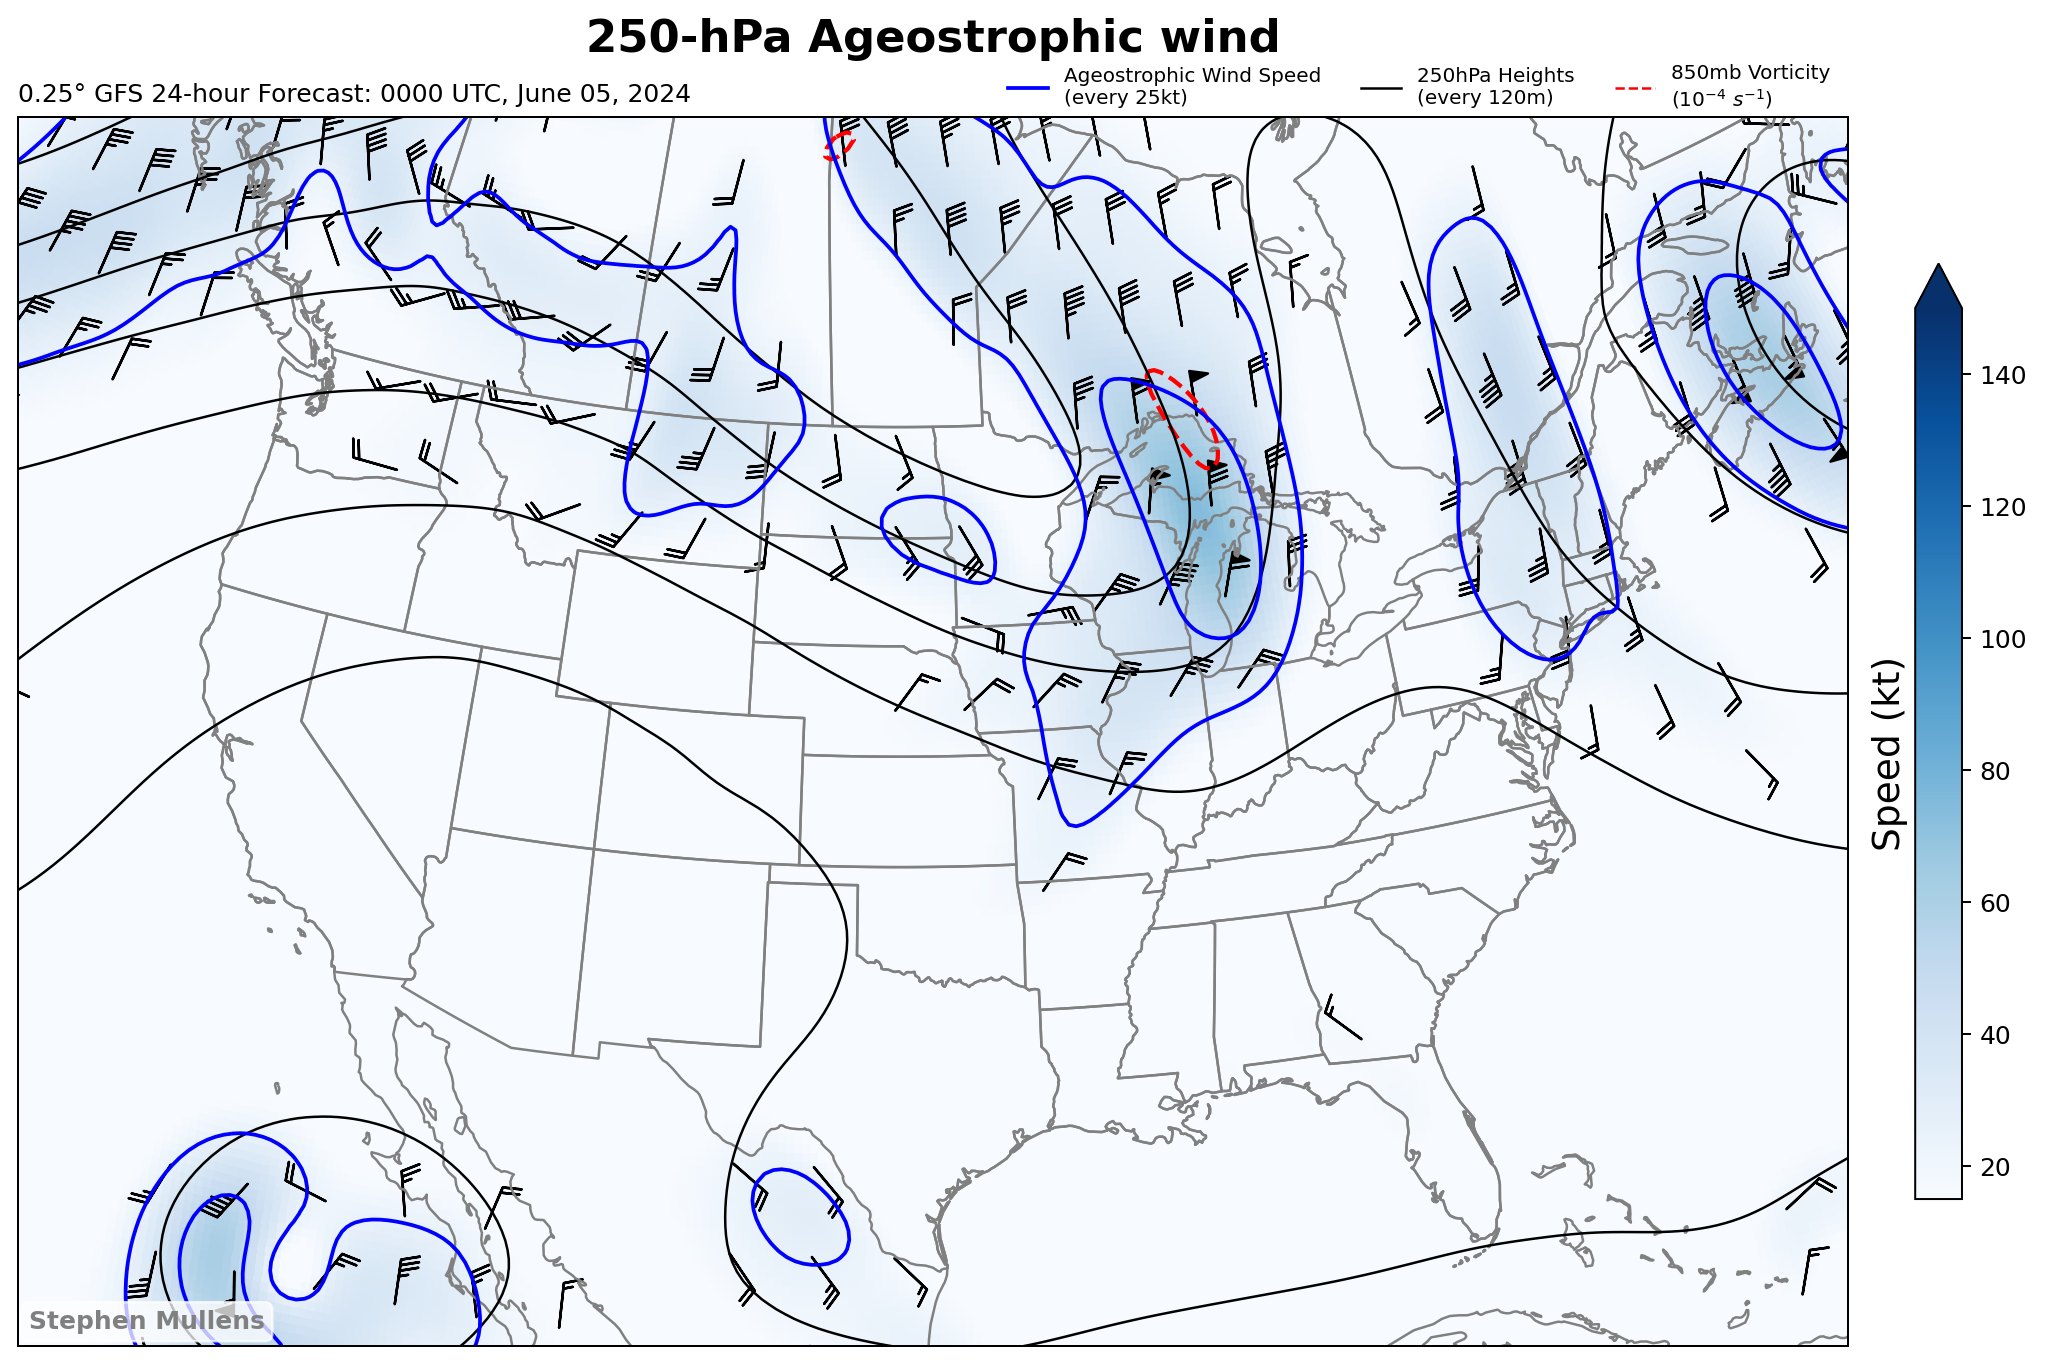 250-hPa Ageostrophic wind
0.25° GFS 24-hour Forecast: 0000 UTC, June 05, 2024
Ageostrophic Wind Speed
(every 25kt)
250hPa Heights
(every 120m)
850mb Vorticity
(10⁻⁴ s⁻¹)
140
120
100
80
60
40
20
Speed (kt)
Stephen Mullens